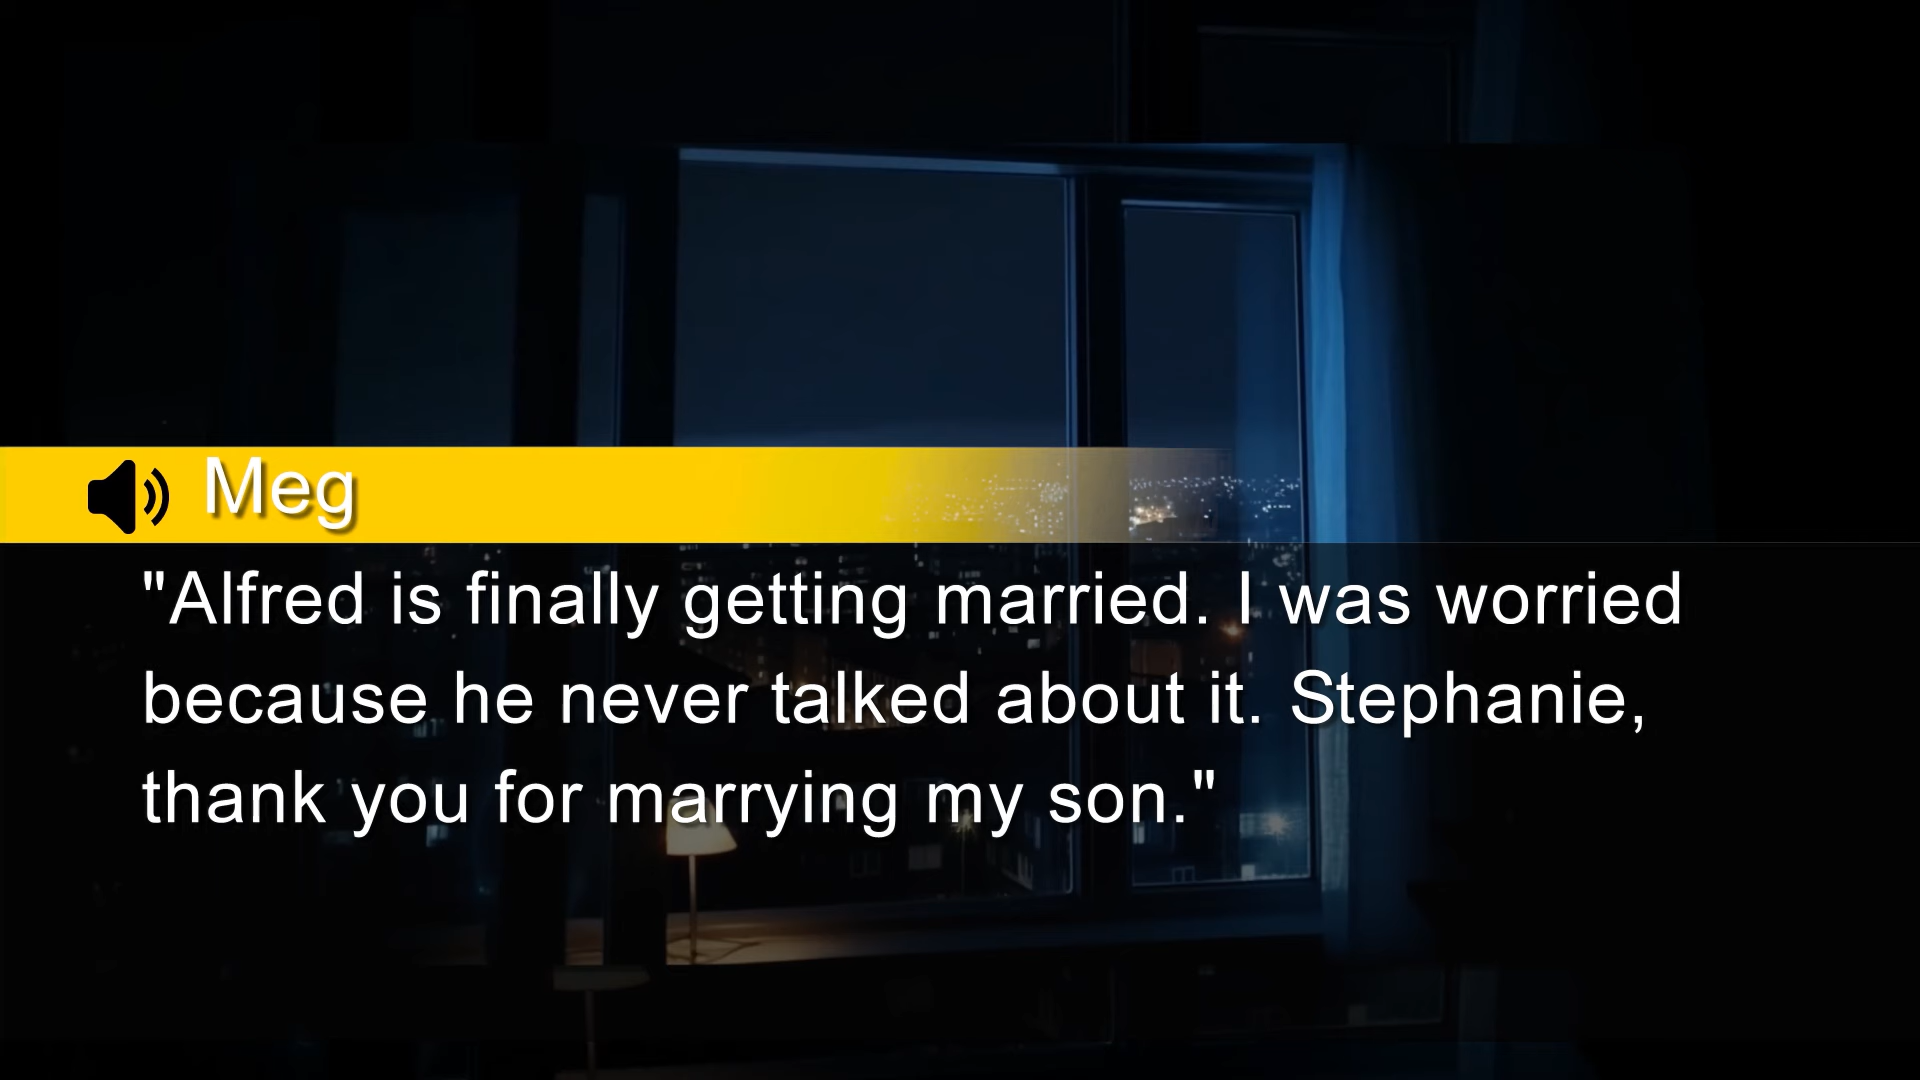 Meg
"Alfred is finally getting married. I was worried
because he never talked about it. Stephanie,
thank you for marrying my son."